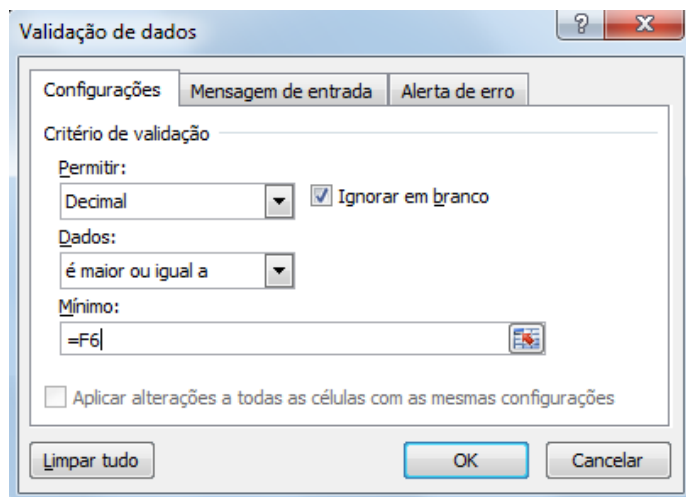 Validação de dados
Configurações Mensagem de entrada Alerta de erro
Critério de validação
Permitir:
Decimal Ignorar em branco
Dados:
é maior ou igual a
Mínimo:
=F6
Aplicar alterações a todas as células com as mesmas configurações
Limpar tudo OK Cancelar